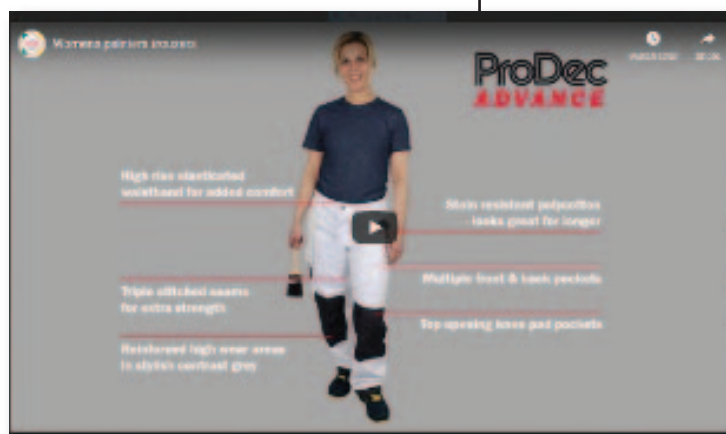 Womens painters trousers
ProDec
ADVANCE
High rise elasticated
waistband for added comfort
Stain resistant polycotton
looks great for longer
Multiple front & back pockets
Triple stitched seams
for extra strength
Top opening knee pad pockets
Reinforced high wear areas
in stylish contrast grey